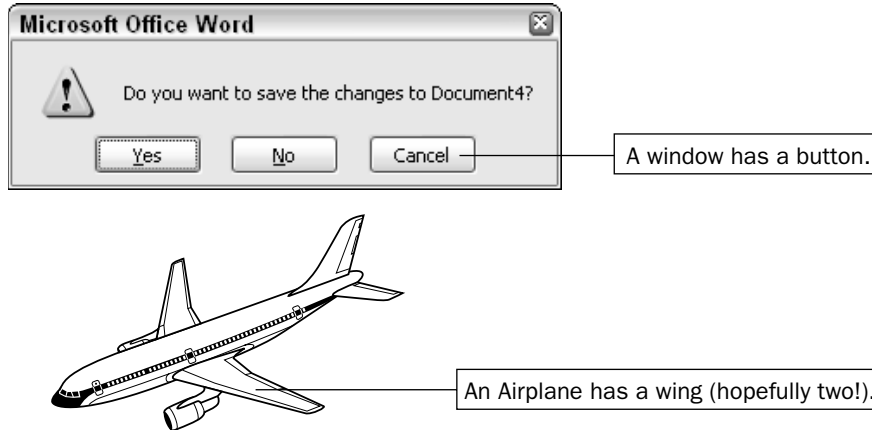 Microsoft Office Word
Do you want to save the changes to Document4?
Yes No Cancel
A window has a button.
An Airplane has a wing (hopefully two!).